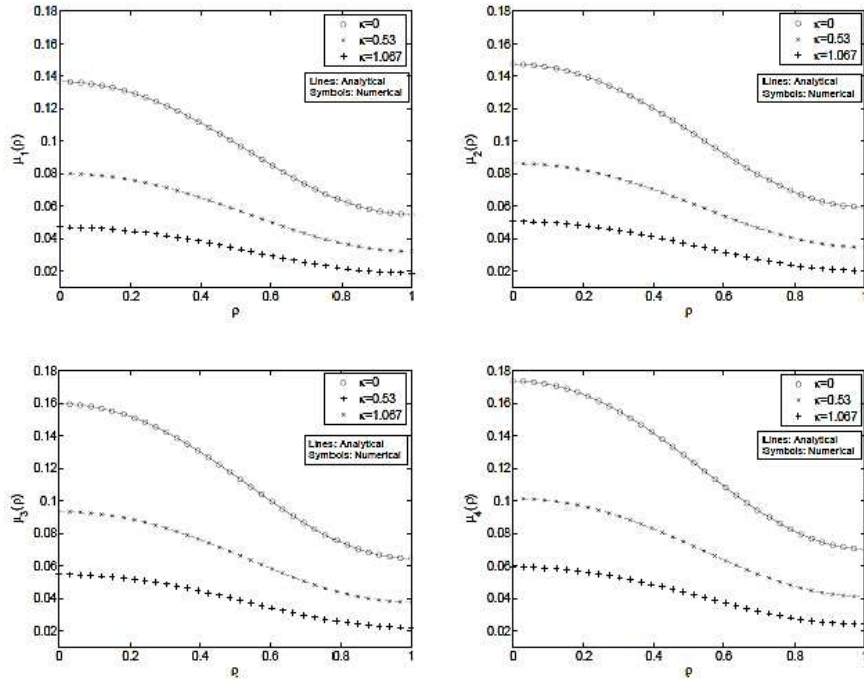 0.18
0.16
0.14
0.12
0.1
0.08
0.06
0.04
0.02
μ1(ρ)
κ=0
κ=0.53
κ=1.067
Lines: Analytical
Symbols: Numerical
0 0.2 0.4 0.6 0.8 1
ρ
0.18
0.16
0.14
0.12
0.1
0.08
0.06
0.04
0.02
μ2(ρ)
κ=0
κ=0.53
κ=1.067
Lines: Analytical
Symbols: Numerical
0 0.2 0.4 0.6 0.8 1
ρ
0.18
0.16
0.14
0.12
0.1
0.08
0.06
0.04
0.02
μ3(ρ)
κ=0
κ=0.53
κ=1.067
Lines: Analytical
Symbols: Numerical
0 0.2 0.4 0.6 0.8 1
ρ
0.18
0.16
0.14
0.12
0.1
0.08
0.06
0.04
0.02
μ4(ρ)
κ=0
κ=0.53
κ=1.067
Lines: Analytical
Symbols: Numerical
0 0.2 0.4 0.6 0.8 1
ρ